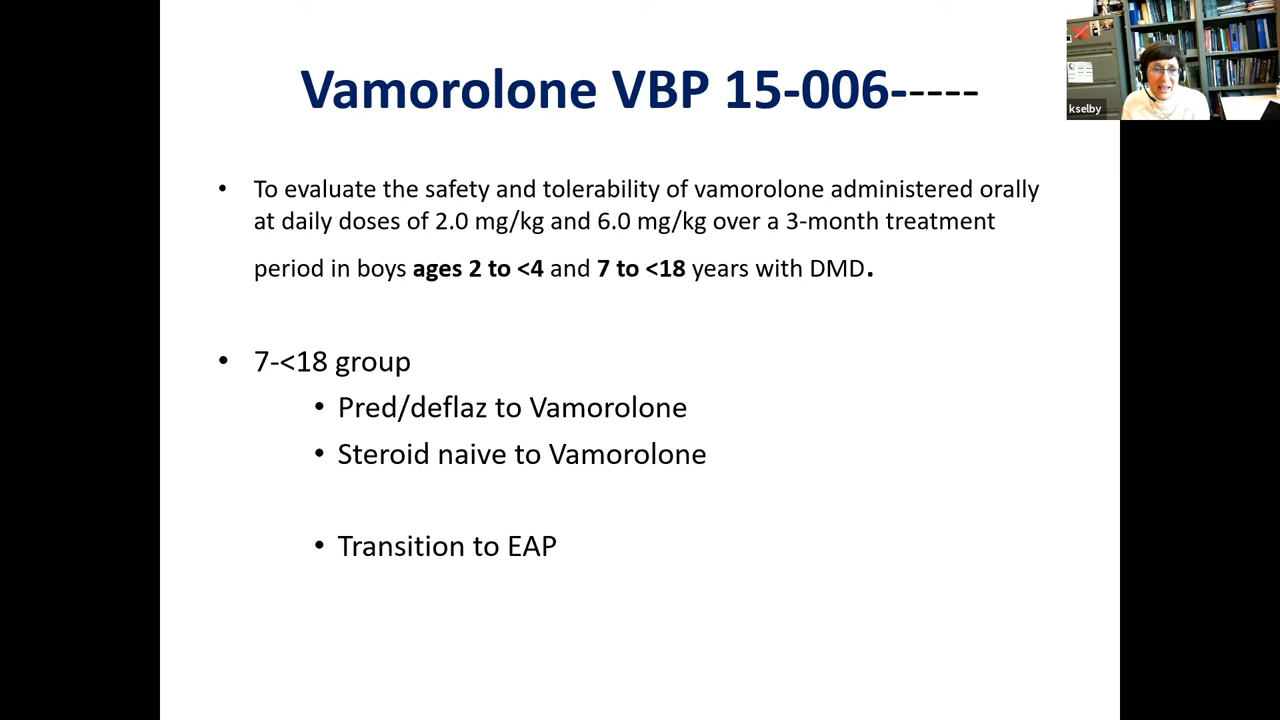 Vamorolone VBP 15-006-----
kselby
• To evaluate the safety and tolerability of vamorolone administered orally
at daily doses of 2.0 mg/kg and 6.0 mg/kg over a 3-month treatment
period in boys ages 2 to <4 and 7 to <18 years with DMD.
• 7-<18 group
• Pred/deflaz to Vamorolone
• Steroid naive to Vamorolone
• Transition to EAP